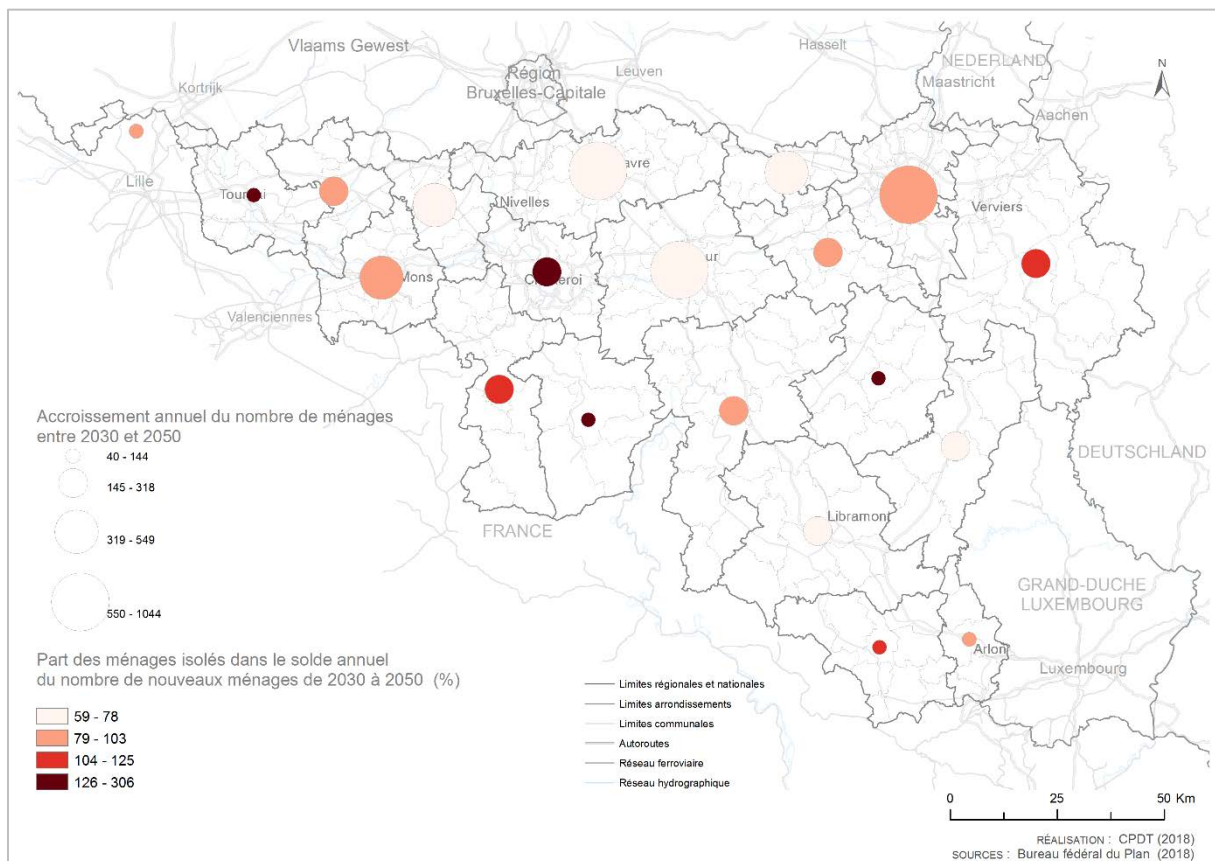 Vlaams Gewest
Hasselt
NEDERLAND
Maastricht
N
Kortrijk
Région
Bruxelles-Capitale
Leuven
Aachen
Lille
Nivelles
Verviers
Mons
Valenciennes
Accroissement annuel du nombre de ménages
entre 2030 et 2050
40 - 144
145 - 318
319 - 549
550 - 1044
DEUTSCHLAND
FRANCE
Libramont
GRAND-DUCHE
LUXEMBOURG
Arlon
Luxembourg
Part des ménages isolés dans le solde annuel
du nombre de nouveaux ménages de 2030 à 2050 (%)
59 - 78
79 - 103
104 - 125
126 - 306
Limites régionales et nationales
Limites arrondissements
Limites communales
Autoroutes
Réseau ferroviaire
Réseau hydrographique
0 25 50 Km
RÉALISATION : CPDT (2018)
SOURCES : Bureau fédéral du Plan (2018)